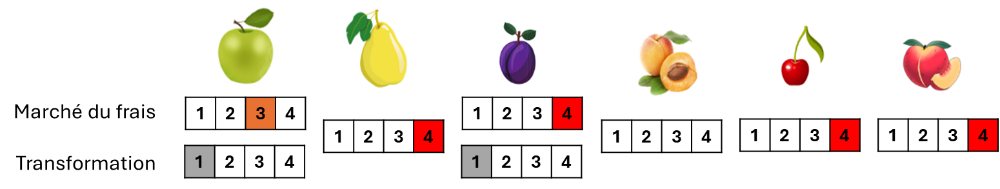 Marché du frais 1 2 3 4 1 2 3 4
1 2 3 4 1 2 3 4 1 2 3 4 1 2 3 4
Transformation 1 2 3 4 1 2 3 4